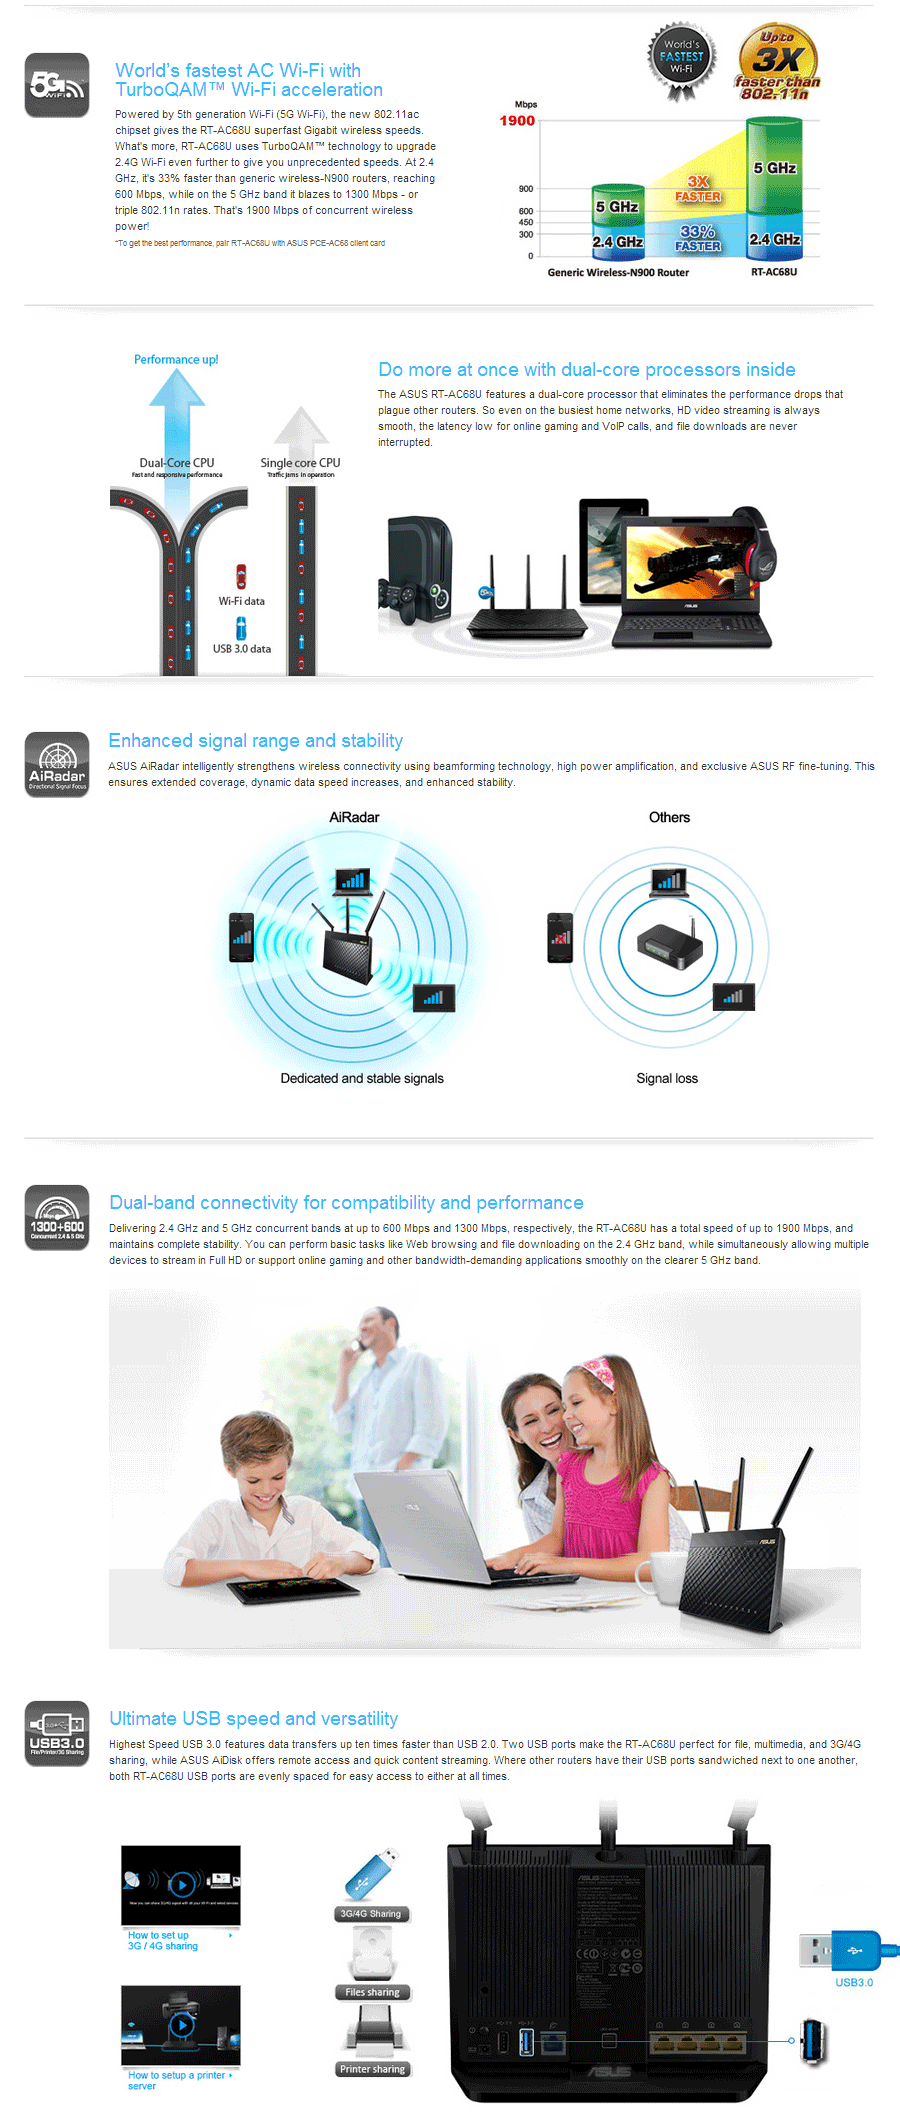 World's
FASTEST
Wi-Fi
Up to
3X
faster than
802.11n
5G
WiFi
World's fastest AC Wi-Fi with
TurboQAM™ Wi-Fi acceleration
Powered by 5th generation Wi-Fi (5G Wi-Fi), the new 802.11ac
chipset gives the RT-AC68U superfast Gigabit wireless speeds.
What's more, RT-AC68U uses TurboQAM™ technology to upgrade
2.4G Wi-Fi even further to give you unprecedented speeds. At 2.4
GHz, it's 33% faster than generic wireless-N900 routers, reaching
600 Mbps, while on the 5 GHz band it blazes to 1300 Mbps - or
triple 802.11n rates. That's 1900 Mbps of concurrent wireless
power!
*To get the best performance, pair RT-AC68U with ASUS PCE-AC68 client card
Mbps
1900
900
600
450
300
0
5 GHz
2.4 GHz
3X
FASTER
33%
FASTER
5 GHz
2.4 GHz
Generic Wireless-N900 Router
RT-AC68U
Performance up!
Dual-Core CPU
Fast and responsive performance
Single core CPU
Traffic jams in operation
Wi-Fi data
USB 3.0 data
Do more at once with dual-core processors inside
The ASUS RT-AC68U features a dual-core processor that eliminates the performance drops that
plague other routers. So even on the busiest home networks, HD video streaming is always
smooth, the latency low for online gaming and VoIP calls, and file downloads are never
interrupted.
5G
ASUS
AiRadar
Directional Signal Focus
Enhanced signal range and stability
ASUS AiRadar intelligently strengthens wireless connectivity using beamforming technology, high power amplification, and exclusive ASUS RF fine-tuning. This
ensures extended coverage, dynamic data speed increases, and enhanced stability.
AiRadar
Others
Dedicated and stable signals
Signal loss
1300+600
Concurrent 2.4 & 5 GHz
Dual-band connectivity for compatibility and performance
Delivering 2.4 GHz and 5 GHz concurrent bands at up to 600 Mbps and 1300 Mbps, respectively, the RT-AC68U has a total speed of up to 1900 Mbps, and
maintains complete stability. You can perform basic tasks like Web browsing and file downloading on the 2.4 GHz band, while simultaneously allowing multiple
devices to stream in Full HD or support online gaming and other bandwidth-demanding applications smoothly on the clearer 5 GHz band.
ASUS
ASUS
USB3.0
File/Printer/3G Sharing
Ultimate USB speed and versatility
Highest Speed USB 3.0 features data transfers up ten times faster than USB 2.0. Two USB ports make the RT-AC68U perfect for file, multimedia, and 3G/4G
sharing, while ASUS AiDisk offers remote access and quick content streaming. Where other routers have their USB ports sandwiched next to one another,
both RT-AC68U USB ports are evenly spaced for easy access to either at all times.
Now you can share 3G/4G signal with all your Wi-Fi and wired devices.
How to set up
3G / 4G sharing
How to setup a printer
server
3G/4G Sharing
Files sharing
Printer sharing
ASUS
ASUS
USB3.0